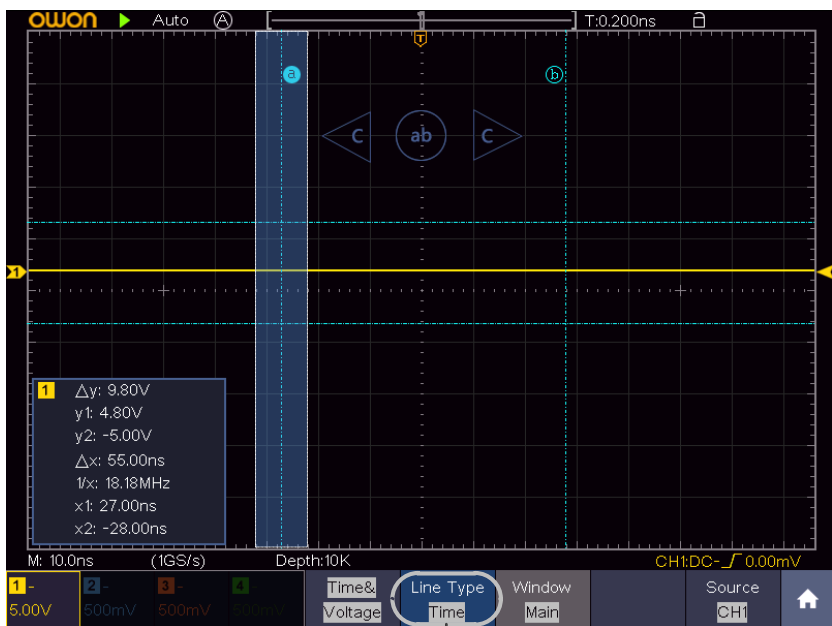 OWON Auto A T:0.200ns
T
a b
C ab C
1
1 △y: 9.80V
y1: 4.80V
y2: -5.00V
△x: 55.00ns
1/x: 18.18MHz
x1: 27.00ns
x2: -28.00ns
M: 10.0ns (1GS/s) Depth:10K CH1:DC- 0.00mV
1 - 2 - 3 - 4 - Time& Line Type Window Source
5.00V 500mV 500mV 500mV Voltage Time Main CH1